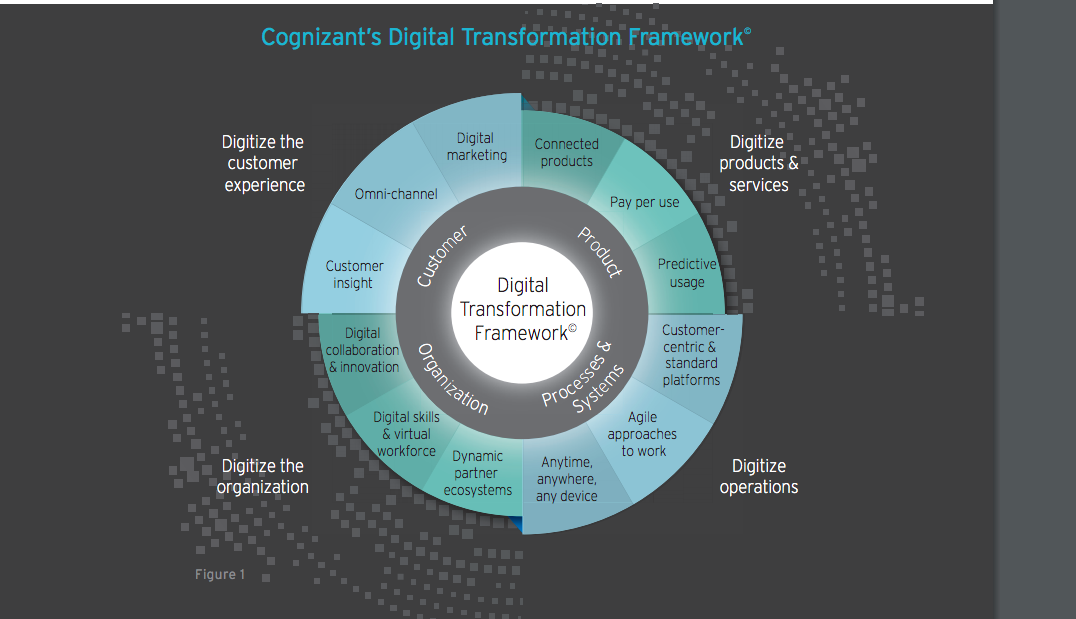 Cognizant's Digital Transformation Framework©
Digitize the
customer
experience
Digital
marketing
Omni-channel
Customer
insight
Connected
products
Pay per use
Predictive
usage
Digitize
products &
services
Customer
Product
Digital
Transformation
Framework©
Organization
Processes &
Systems
Digital
collaboration
& innovation
Digital skills
& virtual
workforce
Dynamic
partner
ecosystems
Customer-
centric &
standard
platforms
Agile
approaches
to work
Anytime,
anywhere,
any device
Digitize the
organization
Digitize
operations
Figure 1